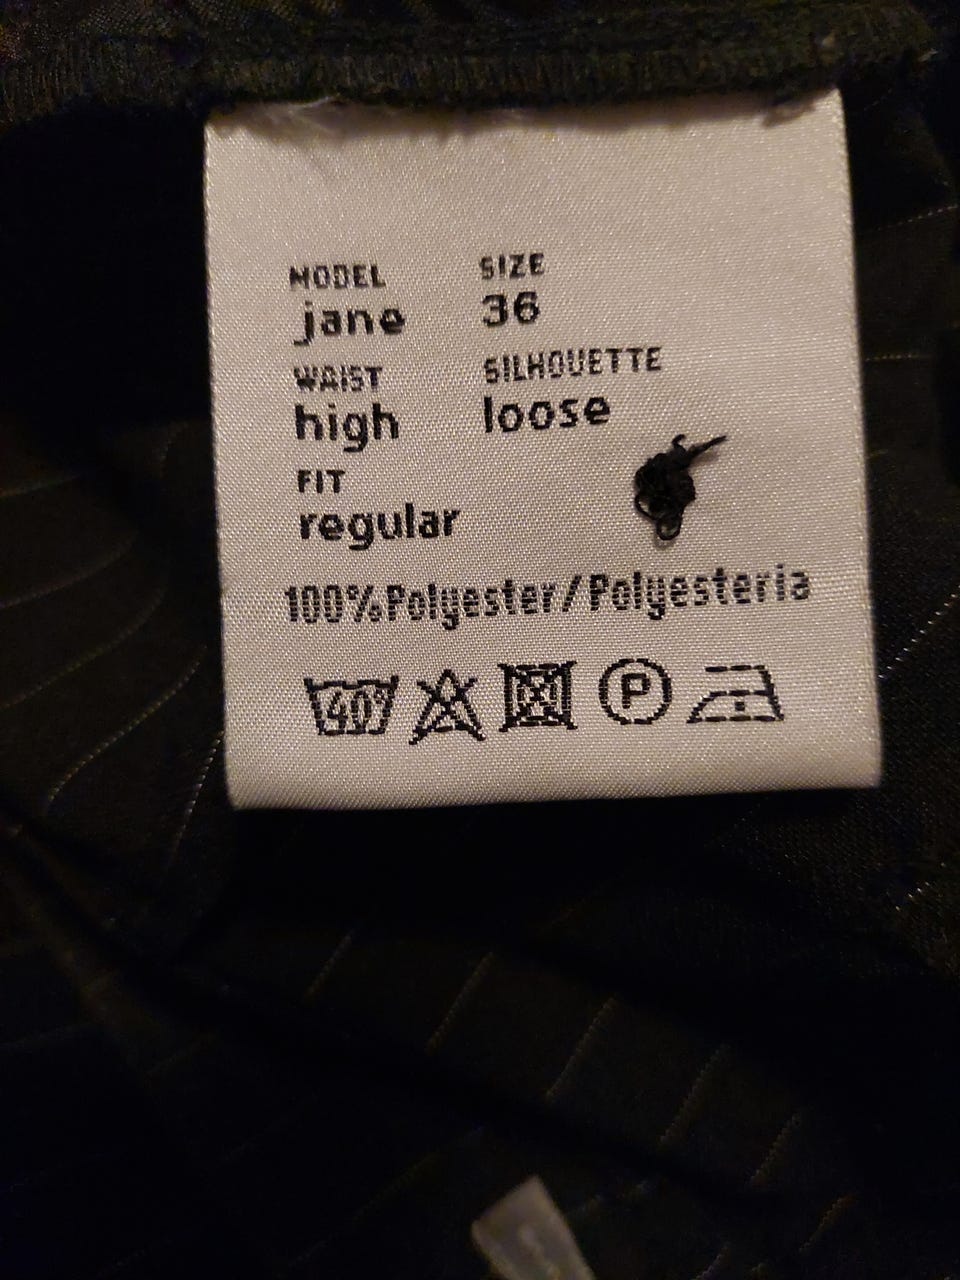 MODEL SIZE
jane 36
WAIST SILHOUETTE
high loose
FIT
regular
100%Polyester/Polyesteria
40
P